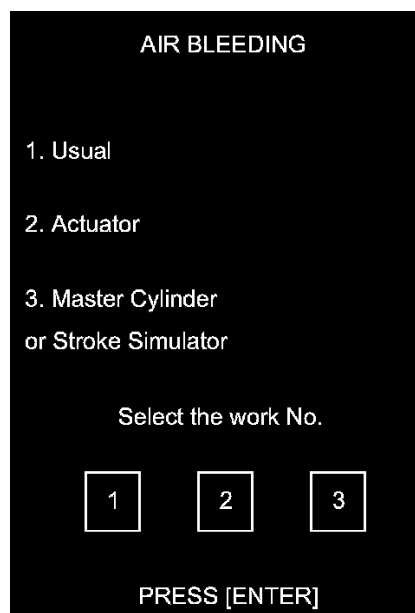 AIR BLEEDING
1. Usual
2. Actuator
3. Master Cylinder
or Stroke Simulator
Select the work No.
1 2 3
PRESS [ENTER]